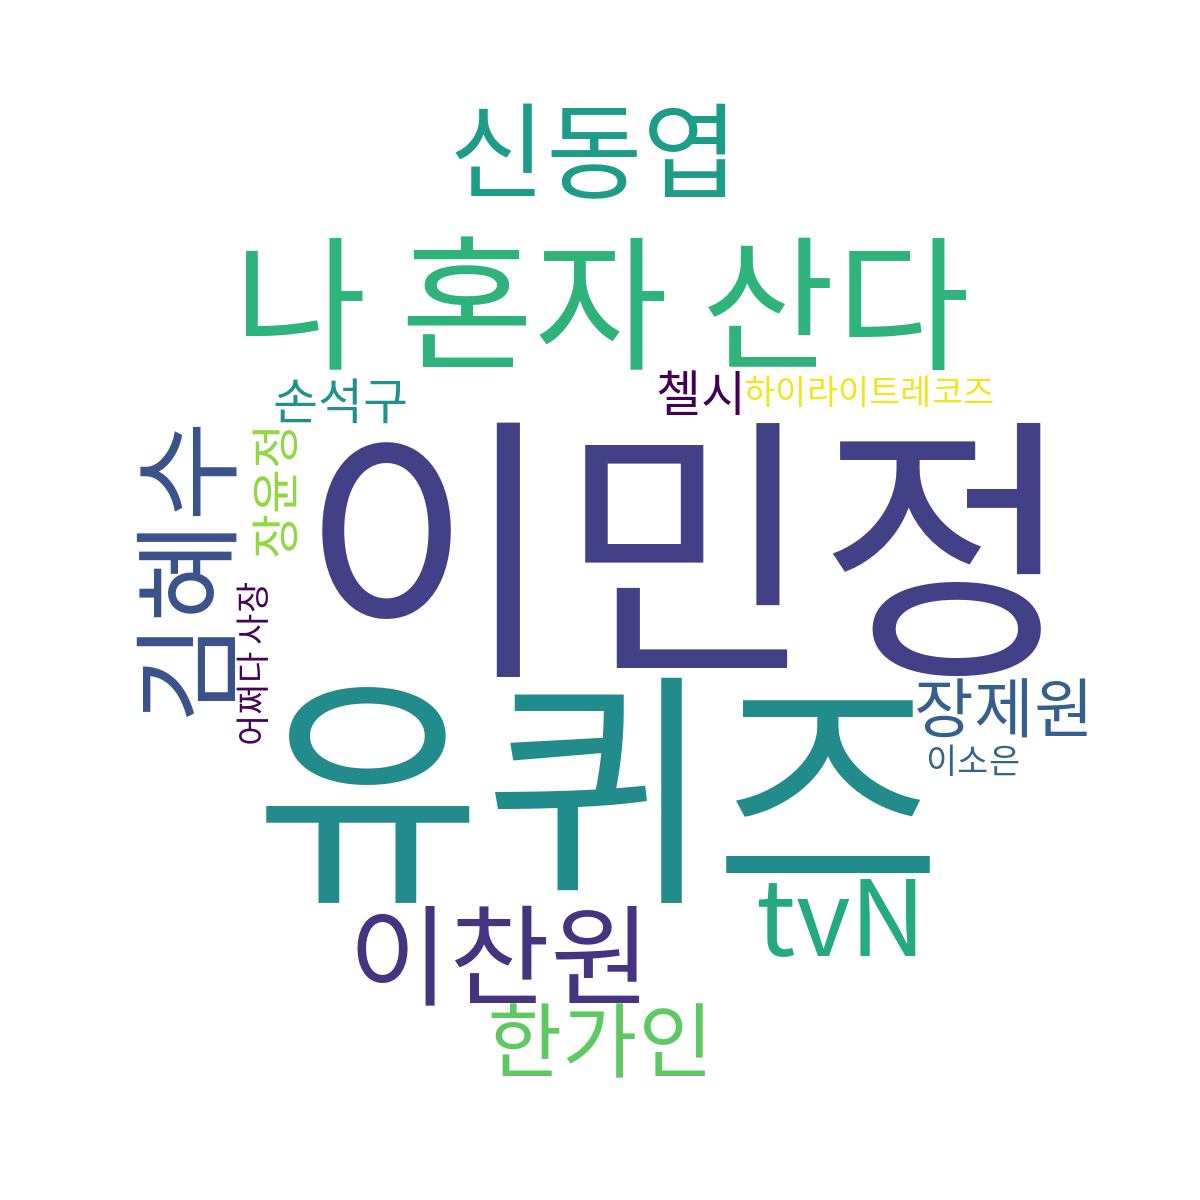 신동엽
나 혼자 산다
손석구
첼시
하이라이트레코즈
이민정
김혜수
장윤정
어쩌다 사장
유퀴즈
장제원
이소은
tvN
이찬원
한가인